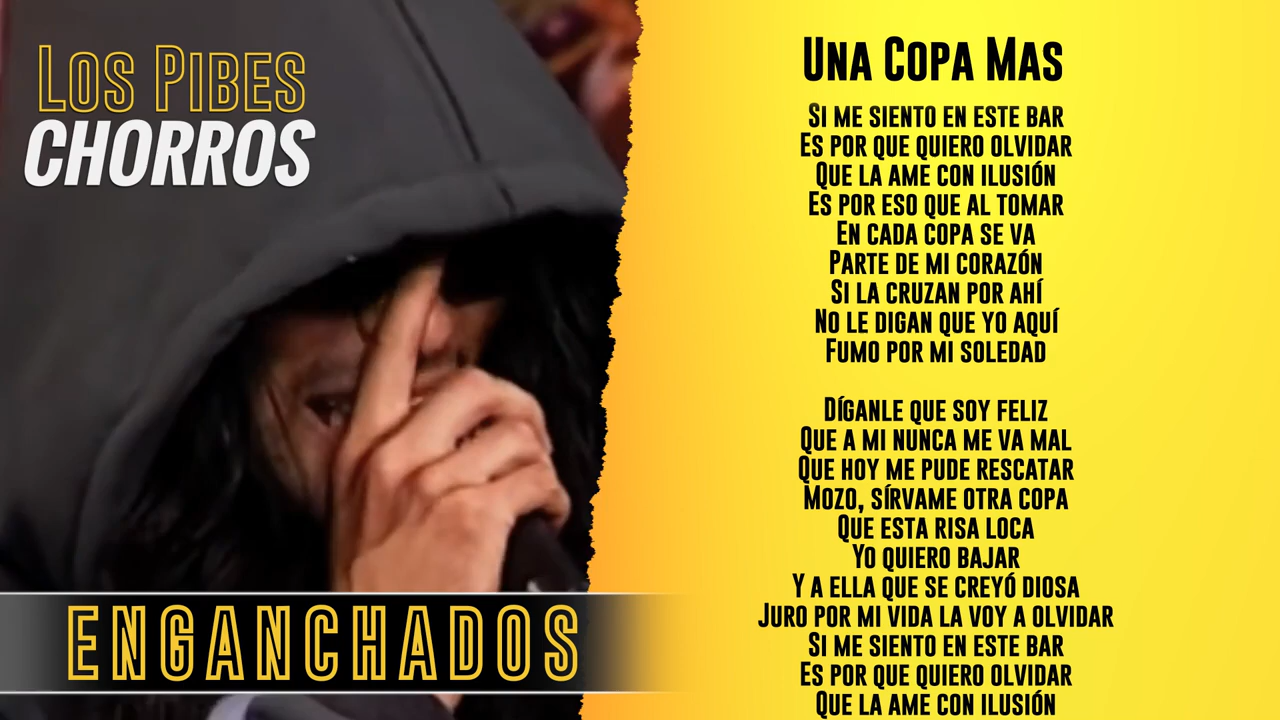 Los Pibes
CHORROS
ENGANCHADOS
Una Copa Mas
Si me siento en este bar
Es por que quiero olvidar
Que la ame con ilusión
Es por eso que al tomar
En cada copa se va
Parte de mi corazón
Si la cruzan por ahí
No le digan que yo aquí
Fumo por mi soledad
Díganle que soy feliz
Que a mi nunca me va mal
Que hoy me pude rescatar
Mozo, sírvame otra copa
Que esta risa loca
Yo quiero bajar
Y a ella que se creyó diosa
Juro por mi vida la voy a olvidar
Si me siento en este bar
Es por que quiero olvidar
Que la ame con ilusión